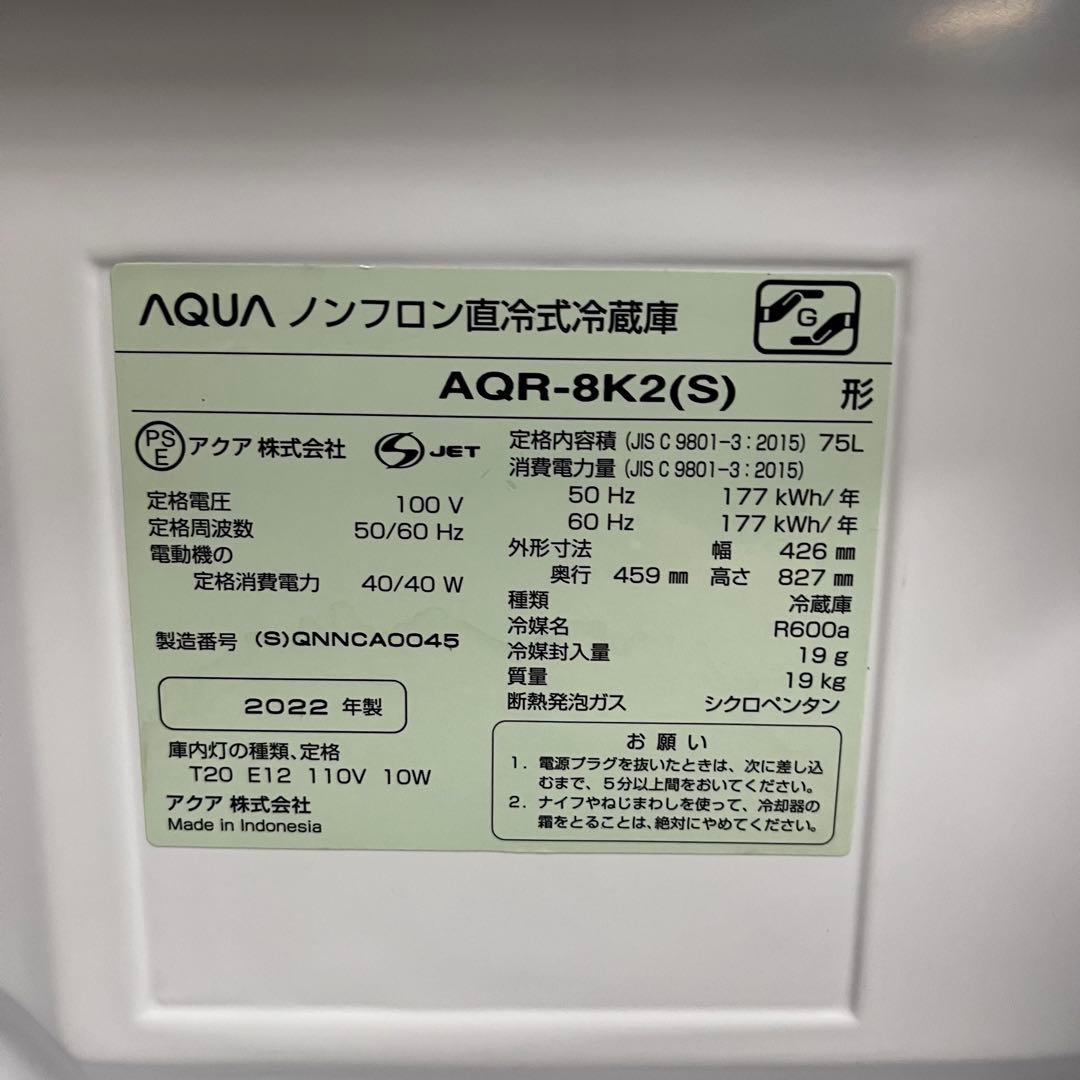 AQUA ノンフロン直冷式冷蔵庫
G
AQR-8K2(S) 形
PSE アクア 株式会社 S JET
定格電圧 100 V
定格周波数 50/60 Hz
電動機の
定格消費電力 40/40 W
製造番号 (S)QNNCA0045
2022 年製
庫内灯の種類、定格
T20 E12 110V 10W
アクア 株式会社
Made in Indonesia
定格内容積 (JIS C 9801-3:2015) 75L
消費電力量 (JIS C 9801-3:2015)
50 Hz 177 kWh/年
60 Hz 177 kWh/年
外形寸法 幅 426 mm
奥行 459 mm 高さ 827 mm
種類 冷蔵庫
冷媒名 R600a
冷媒封入量 19 g
質量 19 kg
断熱発泡ガス シクロペンタン
お願い
1. 電源プラグを抜いたときは、次に差し込
むまで、5分以上間をおいてください。
2. ナイフやねじまわしを使って、冷却器の
霜をとることは、絶対にやめてください。